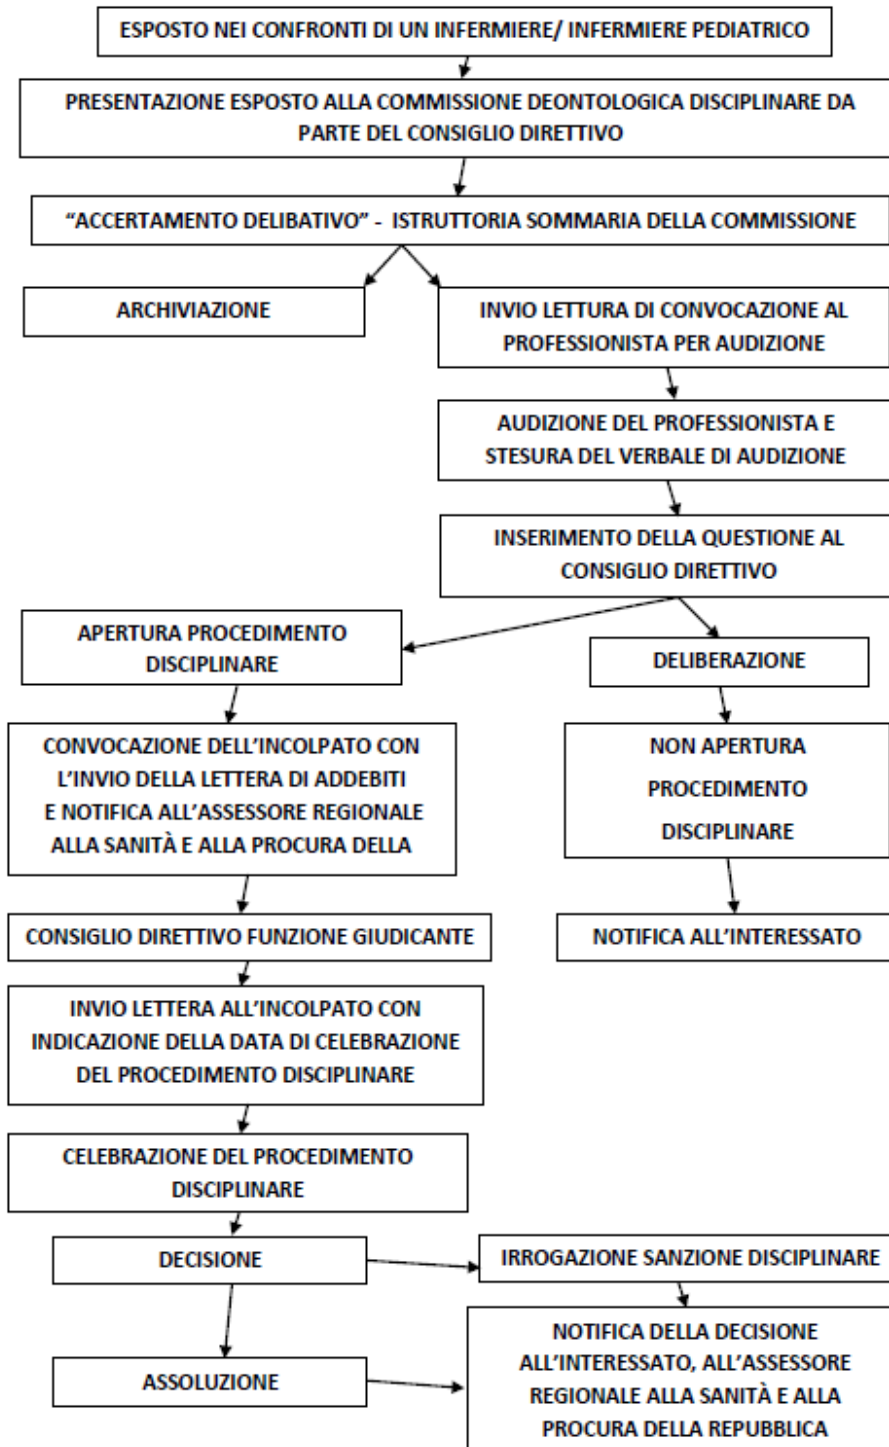 ESPOSTO NEI CONFRONTI DI UN INFERMIERE/ INFERMIERE PEDIATRICO
PRESENTAZIONE ESPOSTO ALLA COMMISSIONE DEONTOLOGICA DISCIPLINARE DA
PARTE DEL CONSIGLIO DIRETTIVO
“ACCERTAMENTO DELIBATIVO” - ISTRUTTORIA SOMMARIA DELLA COMMISSIONE
ARCHIVIAZIONE
INVIO LETTURA DI CONVOCAZIONE AL
PROFESSIONISTA PER AUDIZIONE
AUDIZIONE DEL PROFESSIONISTA E
STESURA DEL VERBALE DI AUDIZIONE
INSERIMENTO DELLA QUESTIONE AL
CONSIGLIO DIRETTIVO
APERTURA PROCEDIMENTO
DISCIPLINARE
DELIBERAZIONE
CONVOCAZIONE DELL’INCOLPATO CON
L’INVIO DELLA LETTERA DI ADDEBITI
E NOTIFICA ALL’ASSESSORE REGIONALE
ALLA SANITÀ E ALLA PROCURA DELLA
NON APERTURA
PROCEDIMENTO
DISCIPLINARE
CONSIGLIO DIRETTIVO FUNZIONE GIUDICANTE
NOTIFICA ALL’INTERESSATO
INVIO LETTERA ALL’INCOLPATO CON
INDICAZIONE DELLA DATA DI CELEBRAZIONE
DEL PROCEDIMENTO DISCIPLINARE
CELEBRAZIONE DEL PROCEDIMENTO
DISCIPLINARE
DECISIONE
IRROGAZIONE SANZIONE DISCIPLINARE
ASSOLUZIONE
NOTIFICA DELLA DECISIONE
ALL’INTERESSATO, ALL’ASSESSORE
REGIONALE ALLA SANITÀ E ALLA
PROCURA DELLA REPUBBLICA